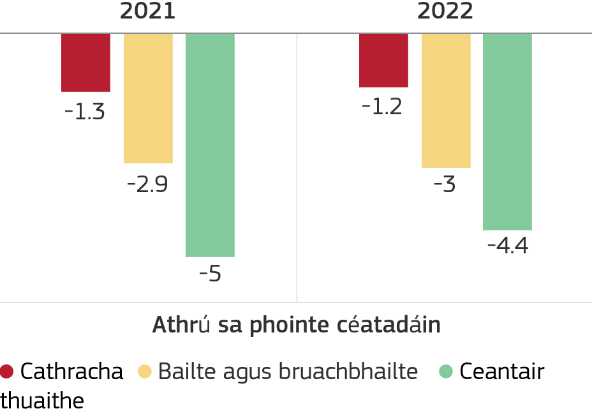 2021 2022
-1.3
-2.9
-5
-1.2
-3
-4.4
Athrú sa phointe céatadáin
Cathracha Bailte agus bruachbhailte Ceantair
thuaithe